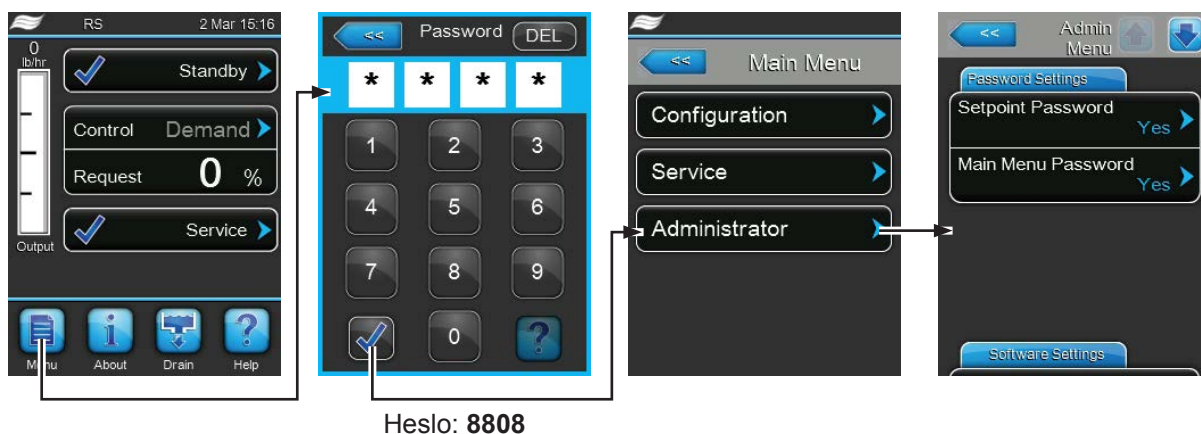 RS 2 Mar 15:16
0
lb/hr
Standby
Control Demand
Request 0 %
Service
Output
Menu About Drain Help
<< Password DEL
* * * *
1 2 3
4 5 6
7 8 9
0 ?
<< Main Menu
Configuration
Service
Administrator
<< Admin
Menu
Password Settings
Setpoint Password
Yes
Main Menu Password
Yes
Software Settings
Heslo: 8808